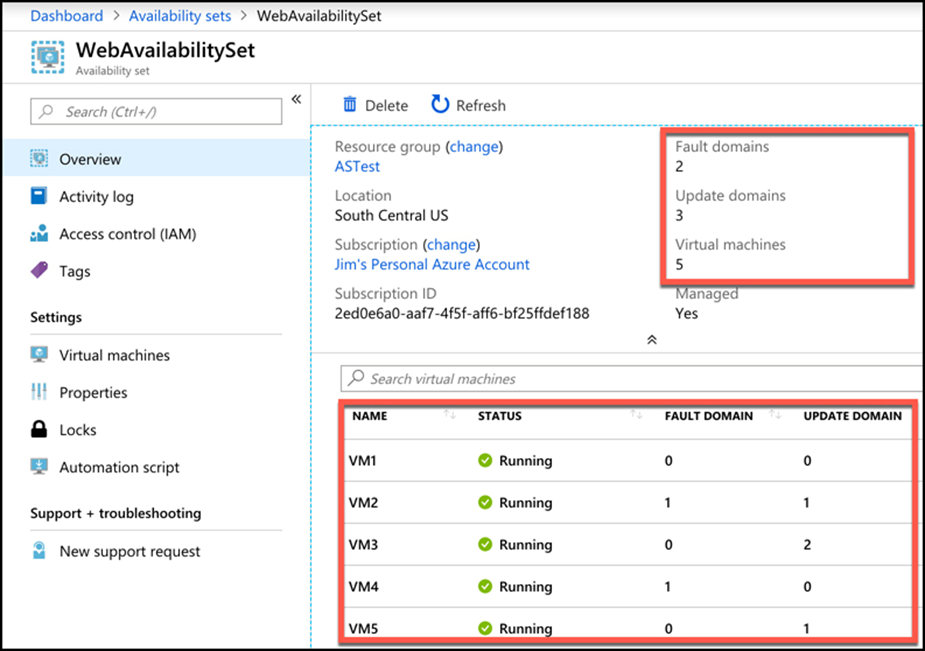 Dashboard > Availability sets > WebAvailabilitySet
WebAvailabilitySet
Availability set
Search (Ctrl+/)
«
Overview
Activity log
Access control (IAM)
Tags
Settings
Virtual machines
Properties
Locks
Automation script
Support + troubleshooting
New support request
Delete Refresh
Resource group (change)
ASTest
Location
South Central US
Subscription (change)
Jim's Personal Azure Account
Subscription ID
2ed0e6a0-aaf7-4f5f-aff6-bf25ffdef188
Fault domains
2
Update domains
3
Virtual machines
5
Managed
Yes
Search virtual machines
NAME STATUS FAULT DOMAIN UPDATE DOMAIN
VM1 Running 0 0
VM2 Running 1 1
VM3 Running 0 2
VM4 Running 1 0
VM5 Running 0 1